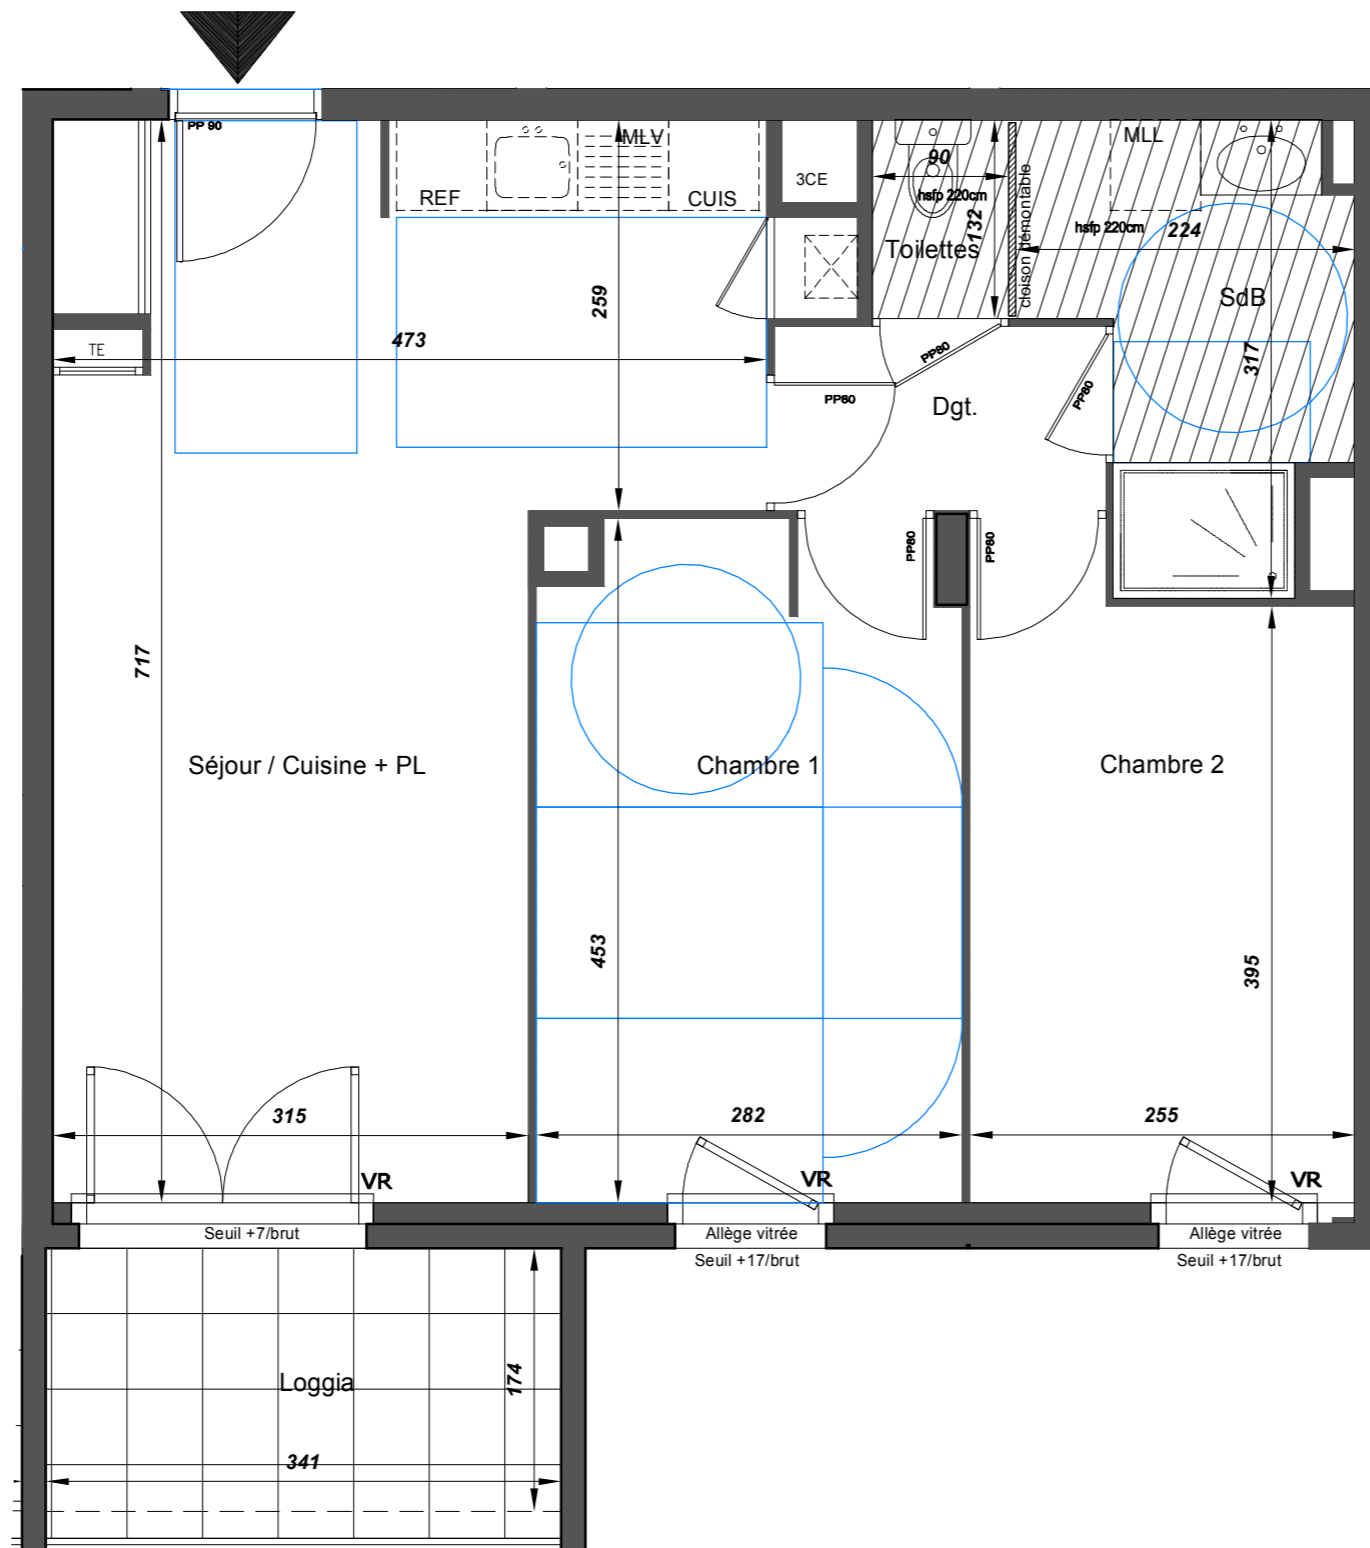 PP 90
MLV
REF
CUIS
3CE
90
hsfp 220cm
132
Toilettes
cloison démontable
MLL
hsfp 220cm
224
SdB
317
259
473
TE
PP80
PP80
PP80
Dgt.
PP80
PP80
717
Séjour / Cuisine + PL
Chambre 1
Chambre 2
453
395
315
282
255
VR
VR
VR
Seuil +7/brut
Allège vitrée
Seuil +17/brut
Allège vitrée
Seuil +17/brut
Loggia
174
341